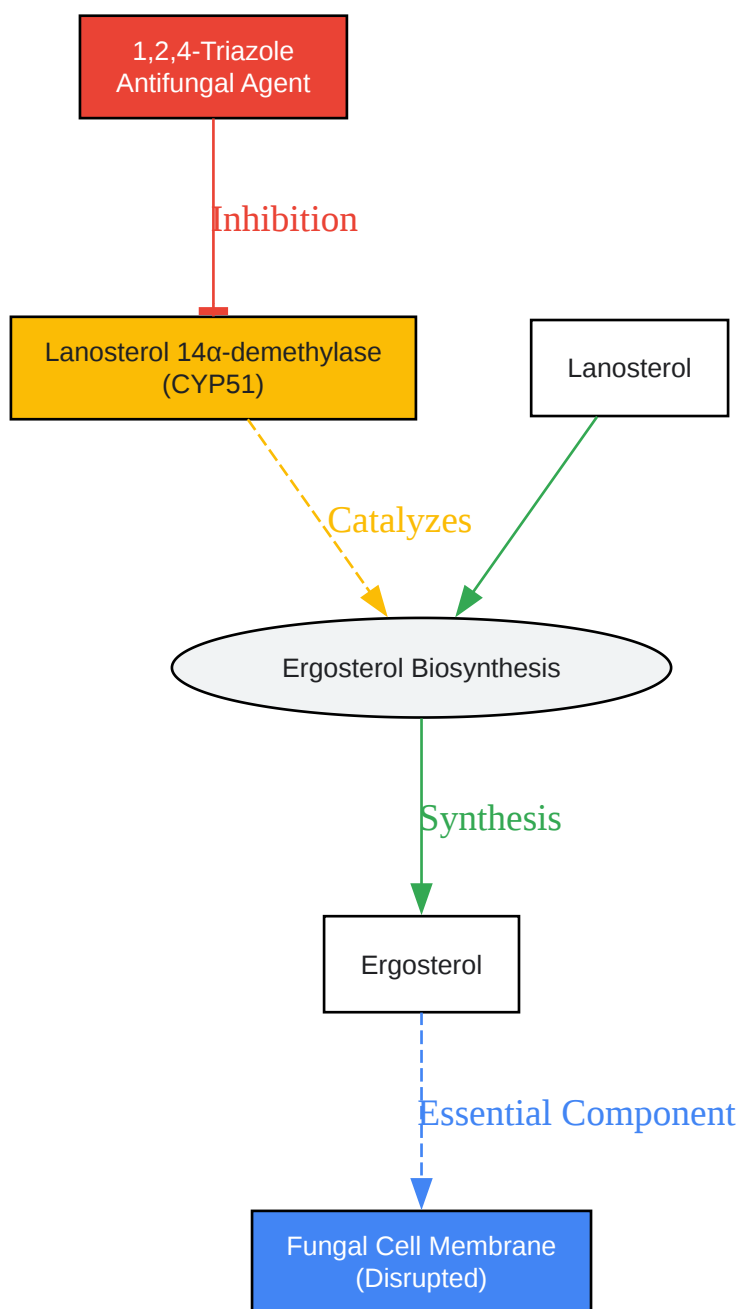 1,2,4-Triazole
Antifungal Agent
Inhibition
Lanosterol 14α-demethylase
(CYP51)
Lanosterol
Catalyzes
Ergosterol Biosynthesis
Synthesis
Ergosterol
Essential Component
Fungal Cell Membrane
(Disrupted)